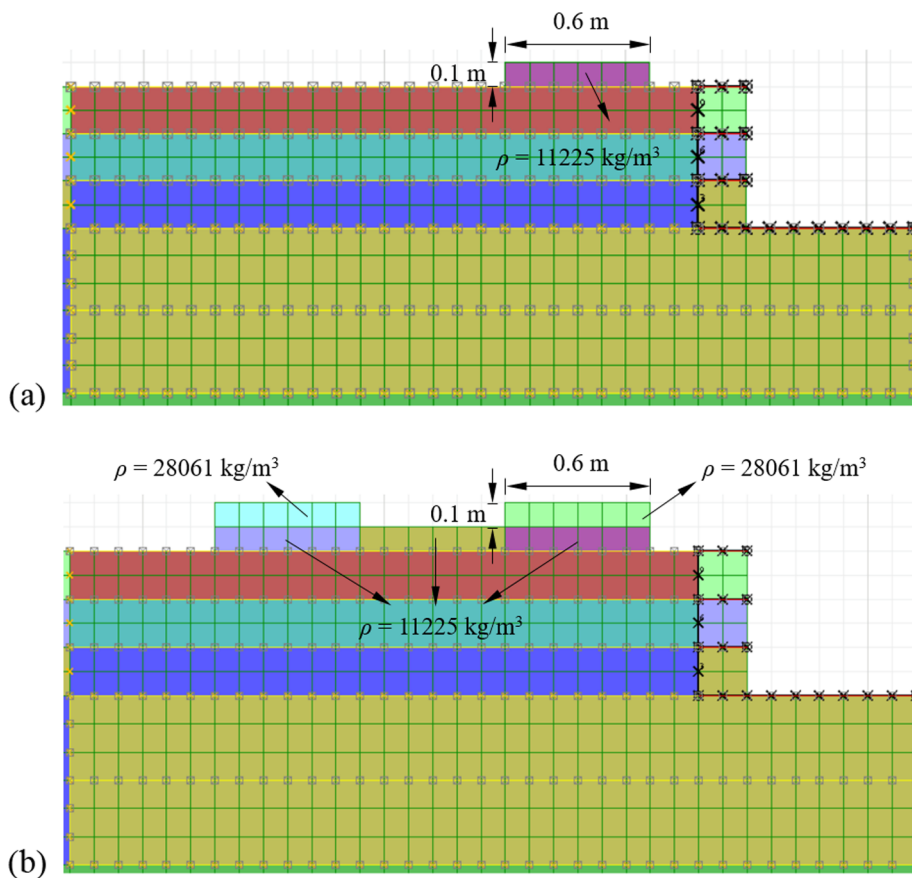 0.6 m
0.1 m
ρ = 11225 kg/m³
(a)
ρ = 28061 kg/m³
0.6 m
ρ = 28061 kg/m³
0.1 m
ρ = 11225 kg/m³
(b)